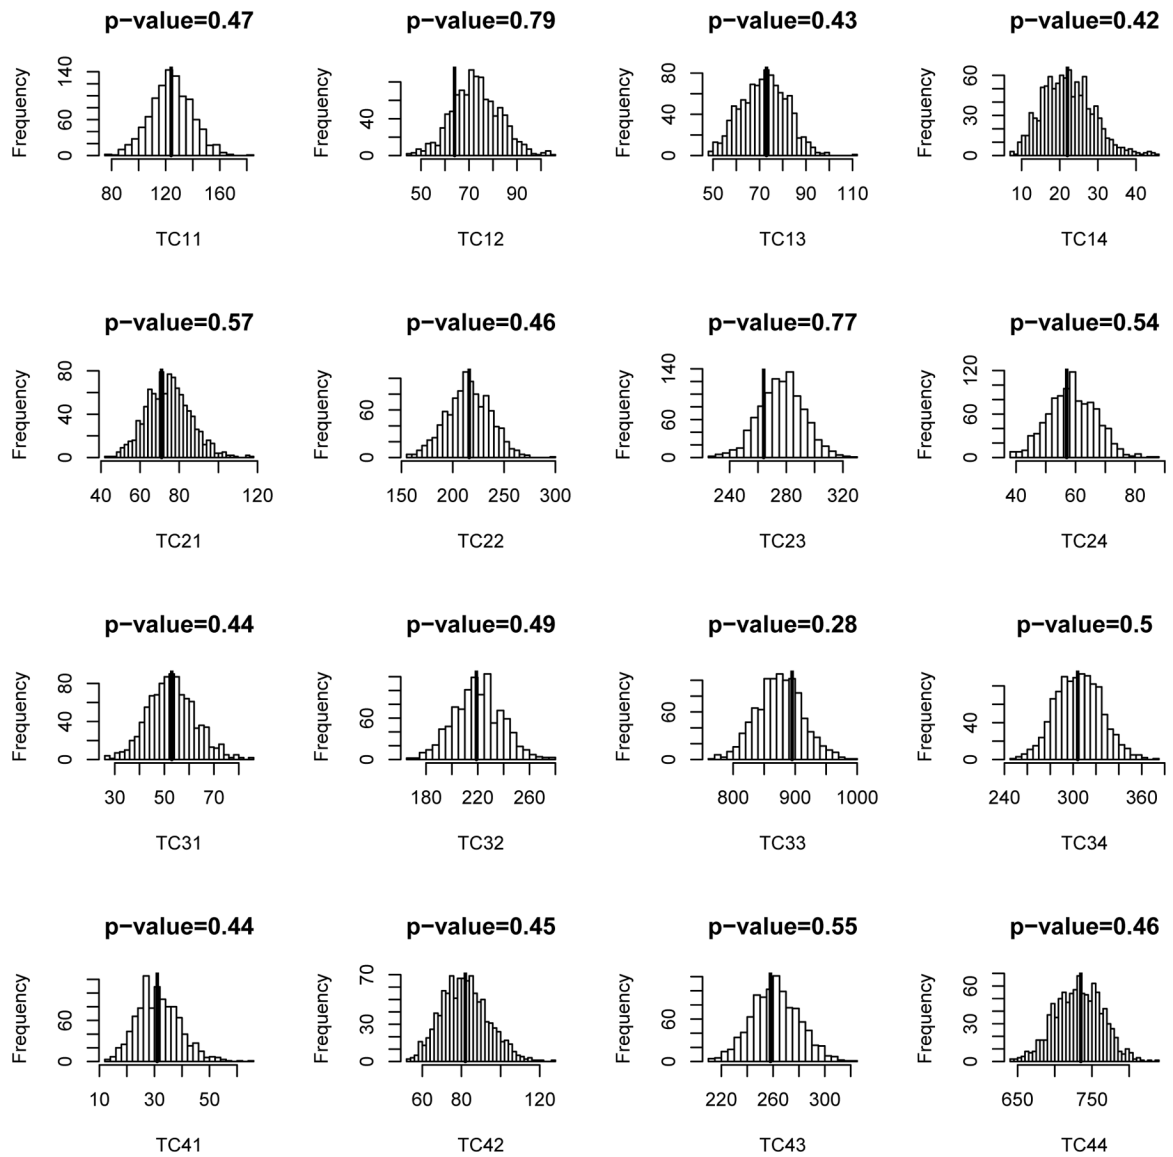 p−value=0.47 p−value=0.79 p−value=0.43 p−value=0.42
Frequency 0 60 140 Frequency 0 40 Frequency 0 40 80 Frequency 0 30 60
80 120 160 50 70 90 50 70 90 110 10 20 30 40
TC11 TC12 TC13 TC14
p−value=0.57 p−value=0.46 p−value=0.77 p−value=0.54
Frequency 0 40 80 Frequency 0 60 Frequency 0 60 140 Frequency 0 60 120
40 60 80 120 150 200 250 300 240 280 320 40 60 80
TC21 TC22 TC23 TC24
p−value=0.44 p−value=0.49 p−value=0.28 p−value=0.5
Frequency 0 40 80 Frequency 0 60 Frequency 0 60 Frequency 0 40
30 50 70 180 220 260 800 900 1000 240 300 360
TC31 TC32 TC33 TC34
p−value=0.44 p−value=0.45 p−value=0.55 p−value=0.46
Frequency 0 60 Frequency 0 30 70 Frequency 0 60 Frequency 0 30 60
10 30 50 60 80 120 220 260 300 650 750
TC41 TC42 TC43 TC44